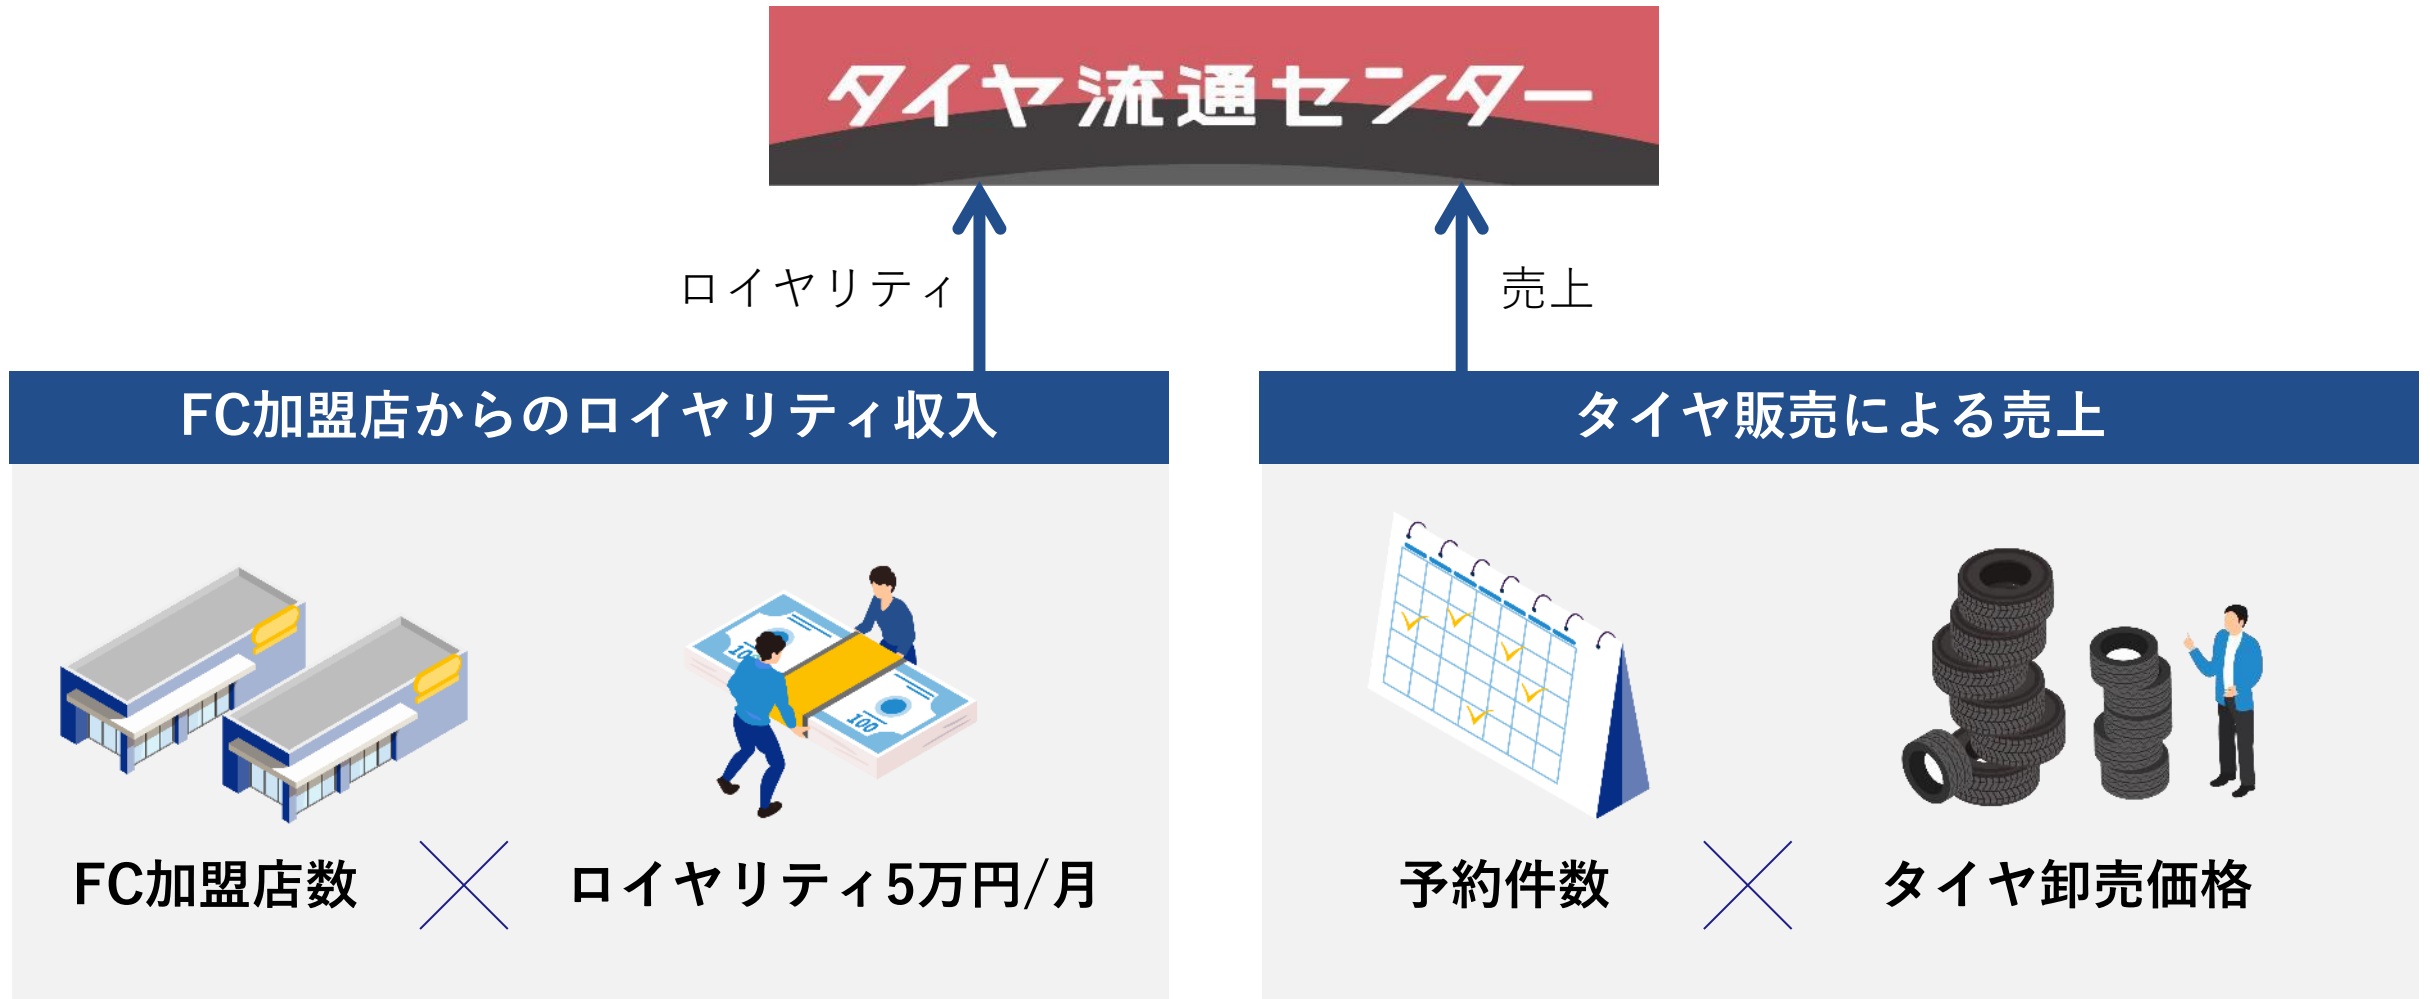 タイヤ流通センター
ロイヤリティ
売上
FC加盟店からのロイヤリティ収入
タイヤ販売による売上
100
100
FC加盟店数
ロイヤリティ5万円/月
予約件数
タイヤ卸売価格